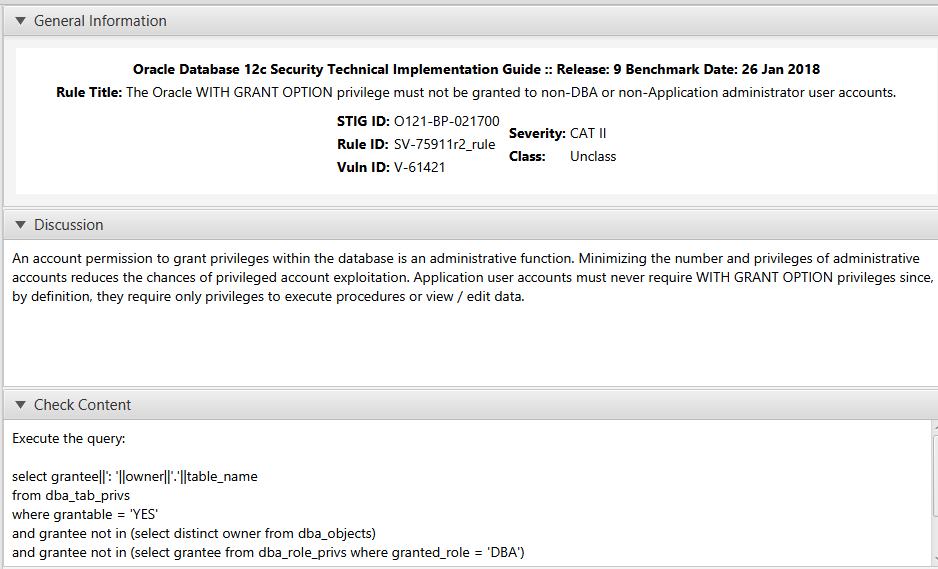 General Information
Oracle Database 12c Security Technical Implementation Guide :: Release: 9 Benchmark Date: 26 Jan 2018
Rule Title: The Oracle WITH GRANT OPTION privilege must not be granted to non-DBA or non-Application administrator user accounts.
STIG ID: O121-BP-021700
Rule ID: SV-75911r2_rule
Vuln ID: V-61421
Severity: CAT II
Class: Unclass
Discussion
An account permission to grant privileges within the database is an administrative function. Minimizing the number and privileges of administrative
accounts reduces the chances of privileged account exploitation. Application user accounts must never require WITH GRANT OPTION privileges since,
by definition, they require only privileges to execute procedures or view / edit data.
Check Content
Execute the query:
select grantee||': '||owner||'.'||table_name
from dba_tab_privs
where grantable = 'YES'
and grantee not in (select distinct owner from dba_objects)
and grantee not in (select grantee from dba_role_privs where granted_role = 'DBA')